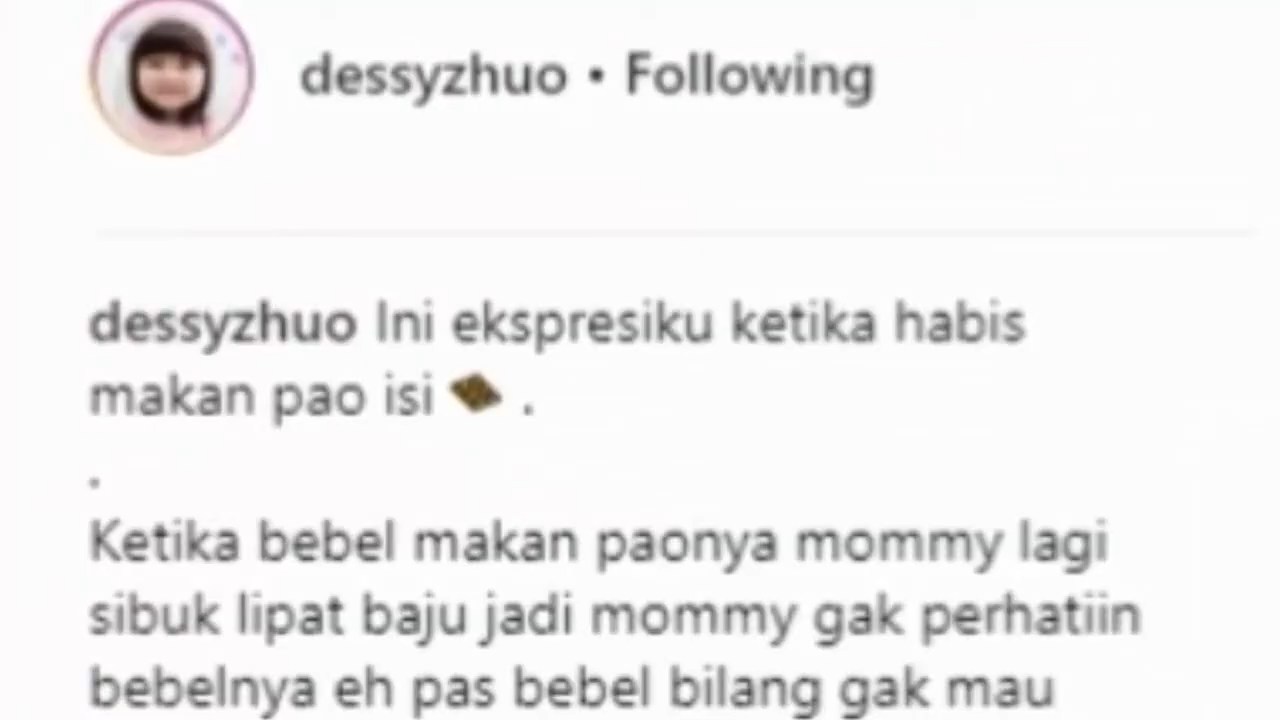 dessyzhuo • Following
dessyzhuo Ini ekspresiku ketika habis
makan pao isi .
.
Ketika bebel makan paonya mommy lagi
sibuk lipat baju jadi mommy gak perhatiin
bebelnya eh pas bebel bilang gak mau